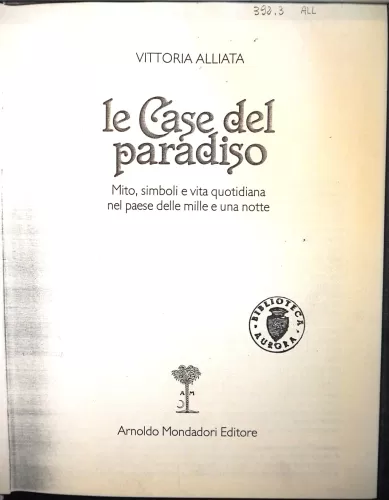 392.3 ALL
VITTORIA ALLIATA
le Case del
paradiso
Mito, simboli e vita quotidiana
nel paese delle mille e una notte
BIBLIOTECA
AURORA
A M
Arnoldo Mondadori Editore